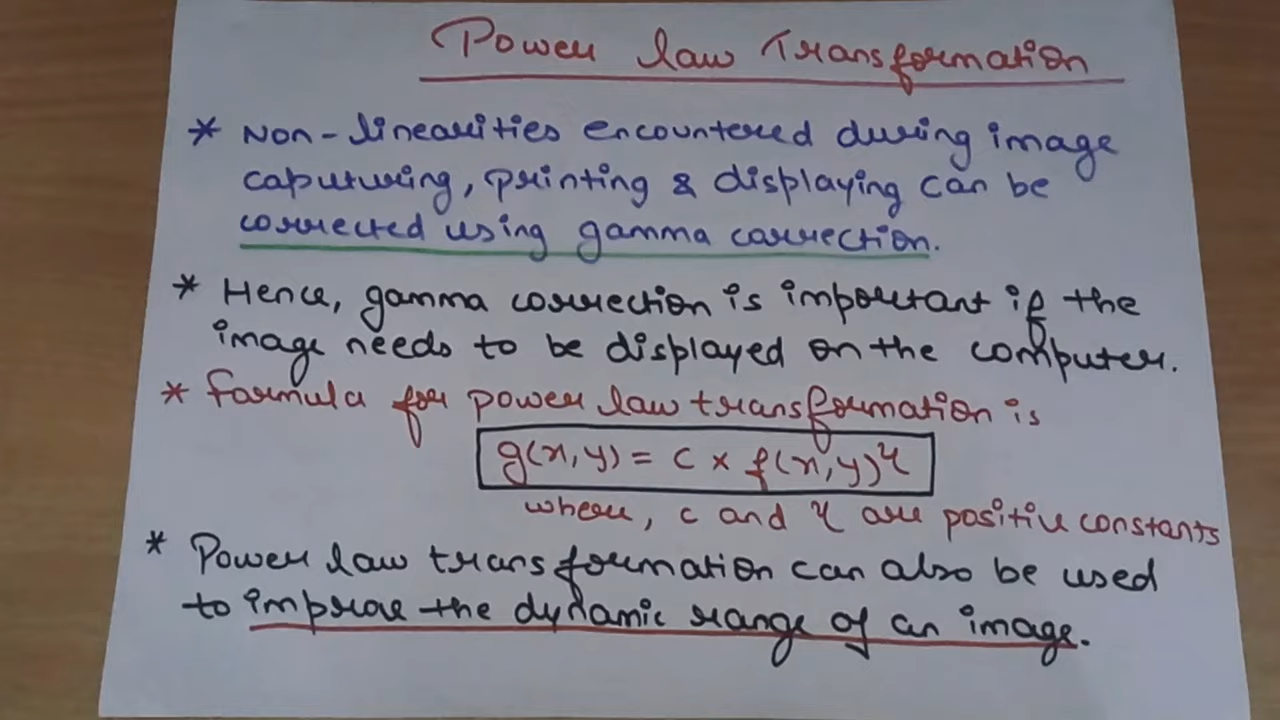 Power law Transformation
* Non-linearities encountered during image
caputuring, printing & displaying can be
corrected using gamma correction.
* Hence, gamma correction is important if the
image needs to be displayed on the computer.
* Formula for power law transformation is
g(x,y) = c × f(x,y)^γ
where, c and γ are positive constants
* Power law transformation can also be used
to improve the dynamic range of an image.